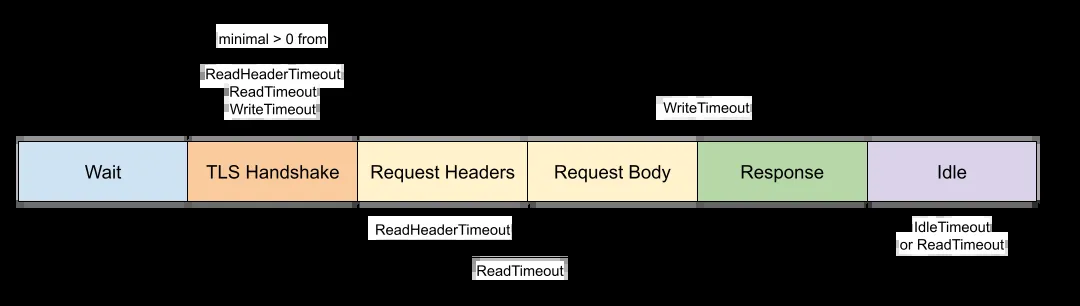 minimal > 0 from
ReadHeaderTimeout
ReadTimeout
WriteTimeout
WriteTimeout
Wait
TLS Handshake
Request Headers
Request Body
Response
Idle
ReadHeaderTimeout
ReadTimeout
IdleTimeout
or ReadTimeout